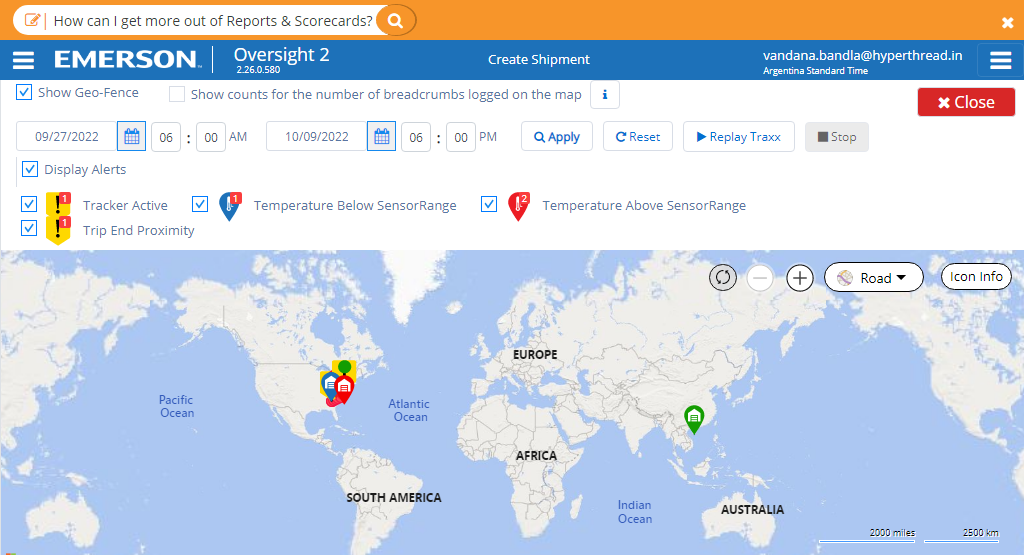 How can I get more out of Reports & Scorecards?
EMERSON Oversight 2
2.26.0.580
Create Shipment
vandana.bandla@hyperthread.in
Argentina Standard Time
Show Geo-Fence Show counts for the number of breadcrumbs logged on the map i
Close
09/27/2022 06 : 00 AM 10/09/2022 06 : 00 PM Apply Reset Replay Traxx Stop
Display Alerts
1 Tracker Active 1 Temperature Below SensorRange 2 Temperature Above SensorRange
1 Trip End Proximity
Road Icon Info
EUROPE
Pacific
Ocean
Atlantic
Ocean
AFRICA
SOUTH AMERICA
Indian
Ocean
AUSTRALIA
2000 miles 2500 km